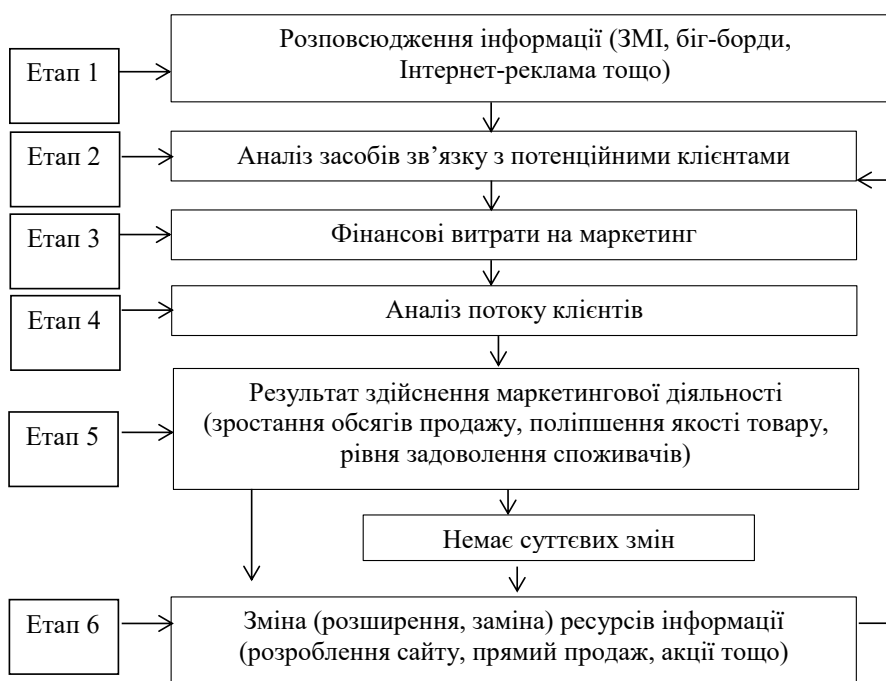 Етап 1
Розповсюдження інформації (ЗМІ, біг-борди,
Інтернет-реклама тощо)
Етап 2
Аналіз засобів зв’язку з потенційними клієнтами
Етап 3
Фінансові витрати на маркетинг
Етап 4
Аналіз потоку клієнтів
Етап 5
Результат здійснення маркетингової діяльності
(зростання обсягів продажу, поліпшення якості товару,
рівня задоволення споживачів)
Немає суттєвих змін
Етап 6
Зміна (розширення, заміна) ресурсів інформації
(розроблення сайту, прямий продаж, акції тощо)